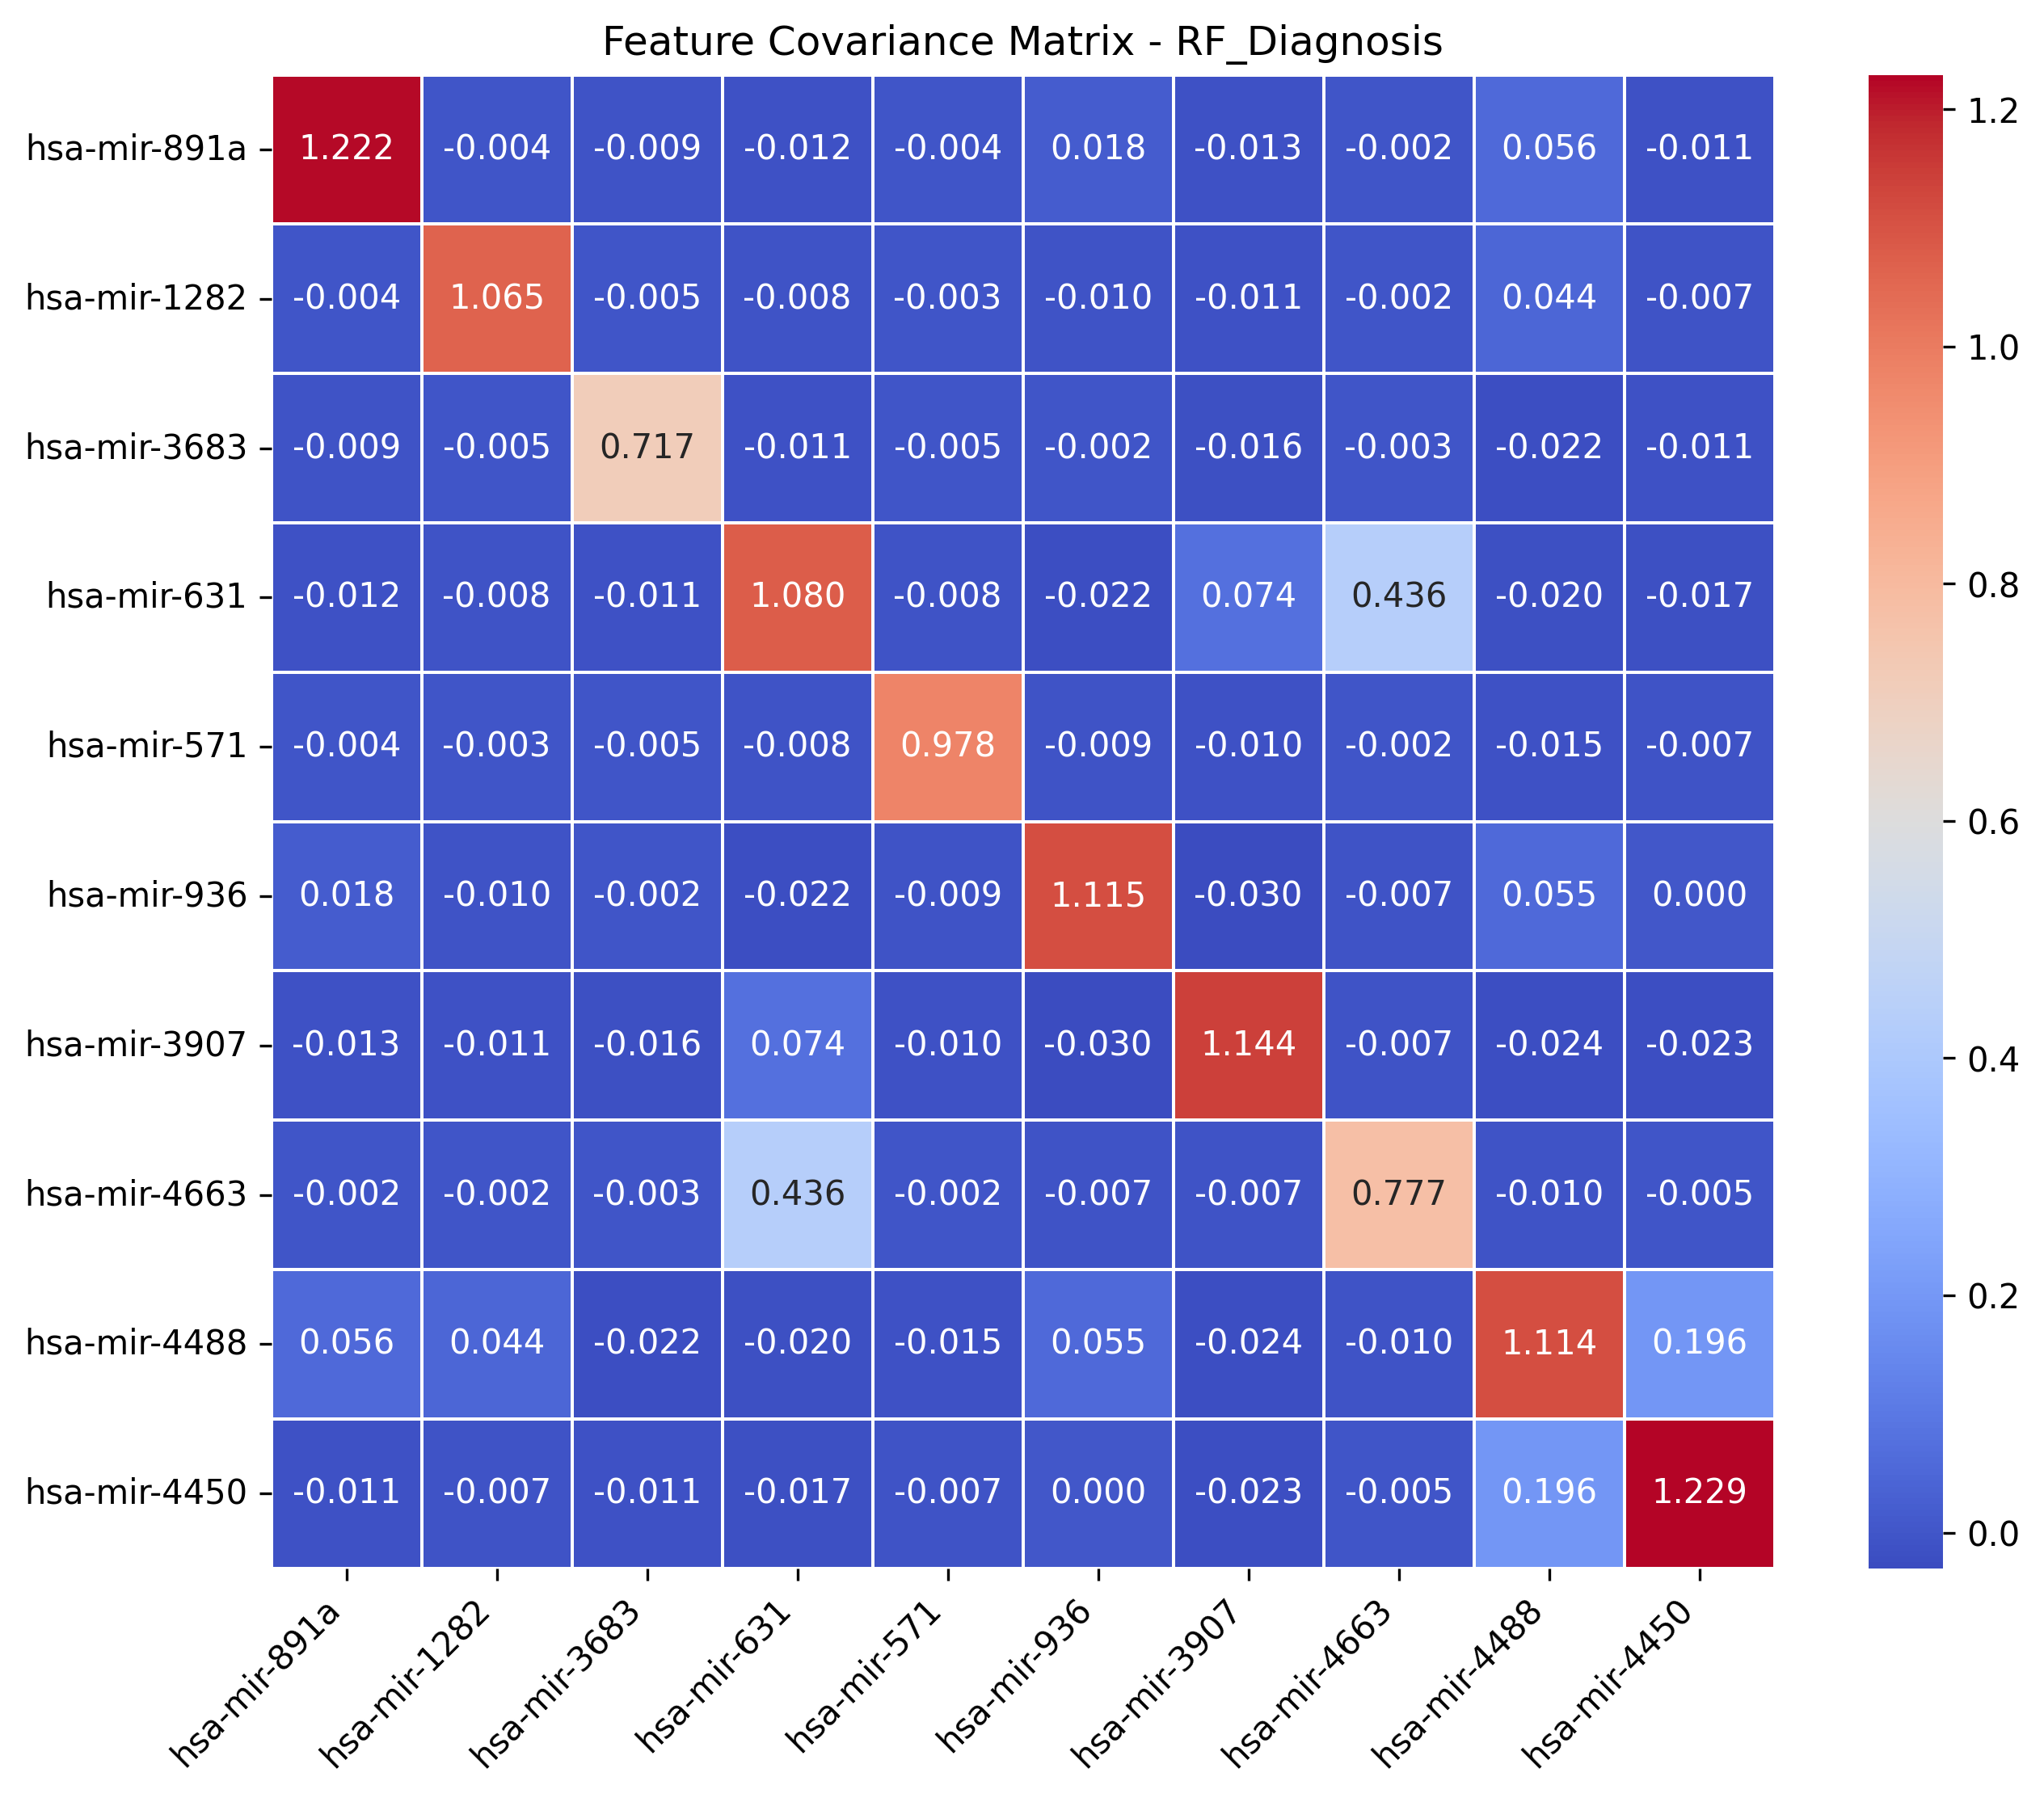 Feature Covariance Matrix - RF_Diagnosis
hsa-mir-891a 1.222 -0.004 -0.009 -0.012 -0.004 0.018 -0.013 -0.002 0.056 -0.011
hsa-mir-1282 -0.004 1.065 -0.005 -0.008 -0.003 -0.010 -0.011 -0.002 0.044 -0.007
hsa-mir-3683 -0.009 -0.005 0.717 -0.011 -0.005 -0.002 -0.016 -0.003 -0.022 -0.011
hsa-mir-631 -0.012 -0.008 -0.011 1.080 -0.008 -0.022 0.074 0.436 -0.020 -0.017
hsa-mir-571 -0.004 -0.003 -0.005 -0.008 0.978 -0.009 -0.010 -0.002 -0.015 -0.007
hsa-mir-936 0.018 -0.010 -0.002 -0.022 -0.009 1.115 -0.030 -0.007 0.055 0.000
hsa-mir-3907 -0.013 -0.011 -0.016 0.074 -0.010 -0.030 1.144 -0.007 -0.024 -0.023
hsa-mir-4663 -0.002 -0.002 -0.003 0.436 -0.002 -0.007 -0.007 0.777 -0.010 -0.005
hsa-mir-4488 0.056 0.044 -0.022 -0.020 -0.015 0.055 -0.024 -0.010 1.114 0.196
hsa-mir-4450 -0.011 -0.007 -0.011 -0.017 -0.007 0.000 -0.023 -0.005 0.196 1.229
hsa-mir-891a hsa-mir-1282 hsa-mir-3683 hsa-mir-631 hsa-mir-571 hsa-mir-936 hsa-mir-3907 hsa-mir-4663 hsa-mir-4488 hsa-mir-4450
1.2
1.0
0.8
0.6
0.4
0.2
0.0